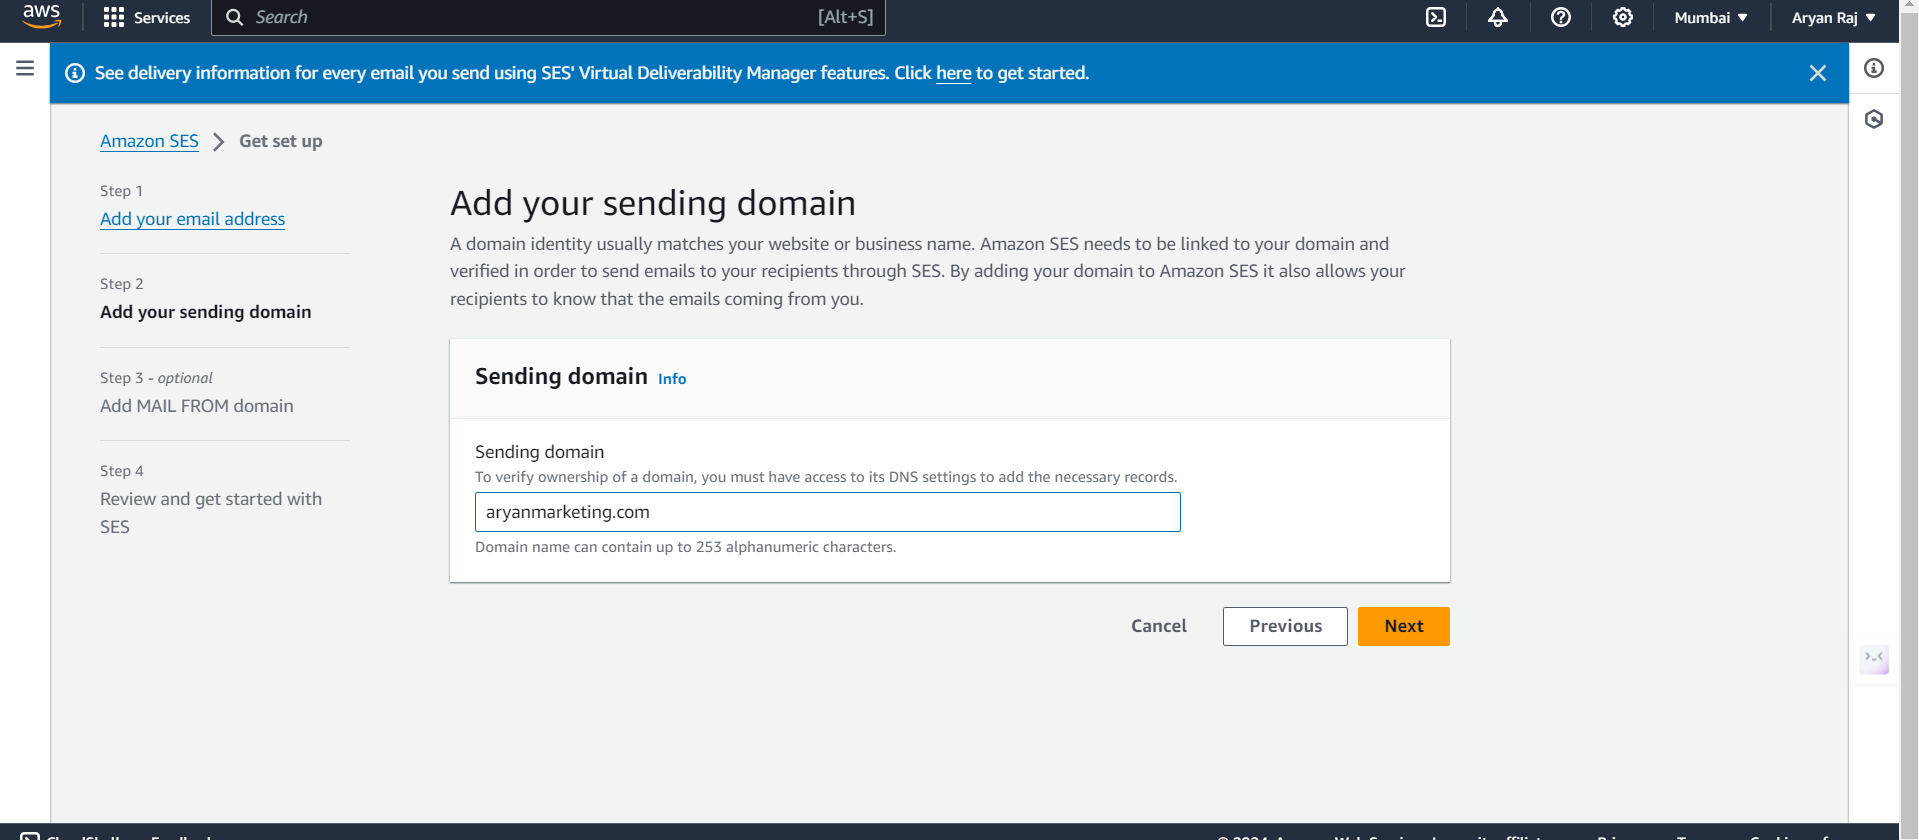 aws
Services
Search
[Alt+S]
Mumbai
Aryan Raj
See delivery information for every email you send using SES' Virtual Deliverability Manager features. Click here to get started.
Amazon SES
Get set up
Step 1
Add your email address
Step 2
Add your sending domain
Step 3 - optional
Add MAIL FROM domain
Step 4
Review and get started with
SES
Add your sending domain
A domain identity usually matches your website or business name. Amazon SES needs to be linked to your domain and
verified in order to send emails to your recipients through SES. By adding your domain to Amazon SES it also allows your
recipients to know that the emails coming from you.
Sending domain Info
Sending domain
To verify ownership of a domain, you must have access to its DNS settings to add the necessary records.
aryanmarketing.com
Domain name can contain up to 253 alphanumeric characters.
Cancel
Previous
Next